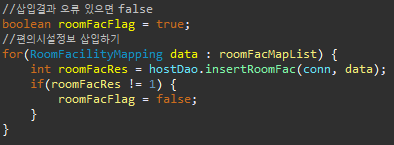 //삽입결과 오류 있으면 false
boolean roomFacFlag = true;
//편의시설정보 삽입하기
for(RoomFacilityMapping data : roomFacMapList) {
    int roomFacRes = hostDao.insertRoomFac(conn, data);
    if(roomFacRes != 1) {
        roomFacFlag = false;
    }
}